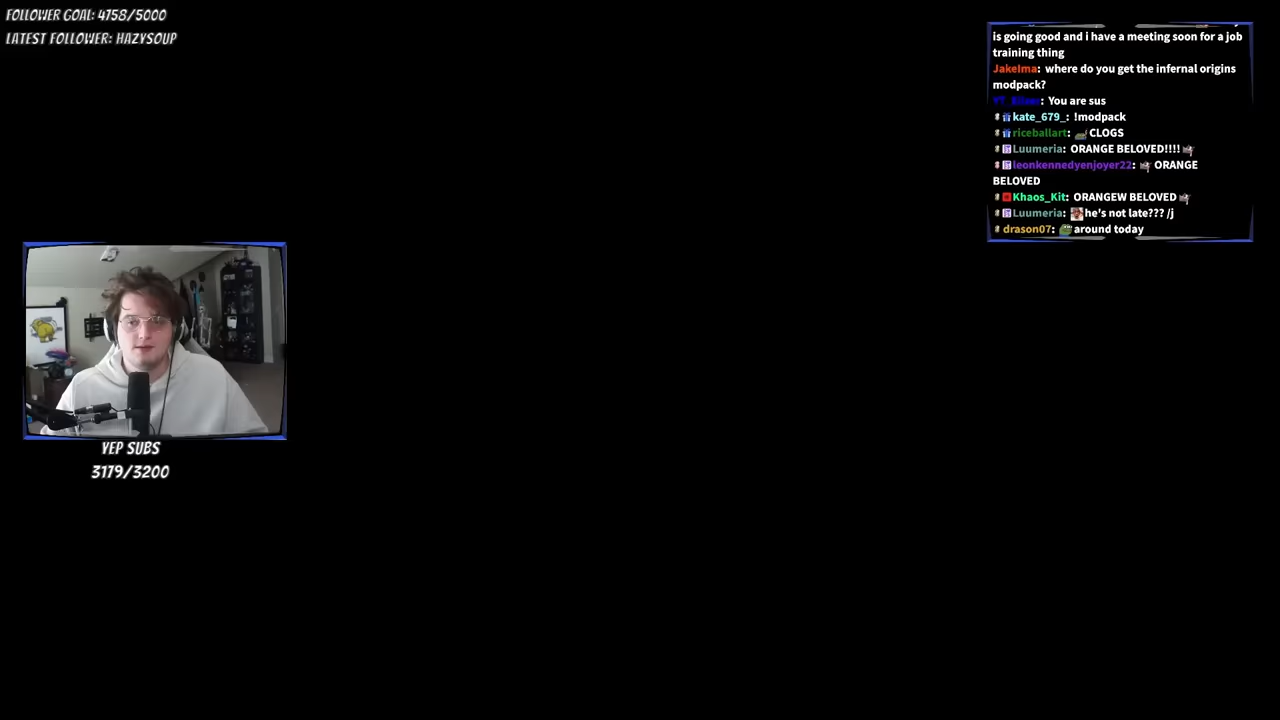 FOLLOWER GOAL: 4758/5000
LATEST FOLLOWER: HAZYSOUP
is going good and i have a meeting soon for a job
training thing
JakeIma: where do you get the infernal origins
modpack?
: You are sus
kate_679_: !modpack
riceballart: CLOGS
Luumeria: ORANGE BELOVED!!!!
leonkennedyenjoyer22: ORANGE
BELOVED
Khaos_Kit: ORANGEW BELOVED
Luumeria: he's not late??? /j
drason07: around today
YEP SUBS
3179/3200